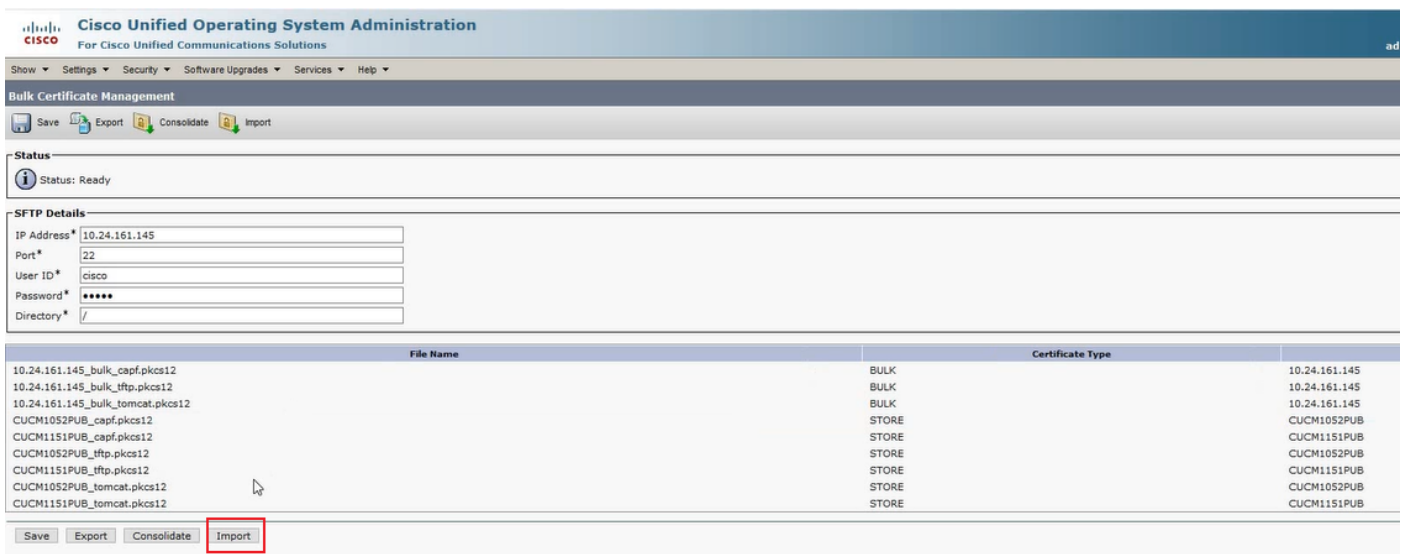 Cisco Unified Operating System Administration
CISCO
For Cisco Unified Communications Solutions
ad
Show Settings Security Software Upgrades Services Help
Bulk Certificate Management
Save Export Consolidate Import
Status
Status: Ready
SFTP Details
IP Address* 10.24.161.145
Port* 22
User ID* cisco
Password* •••••
Directory* /
File Name Certificate Type
10.24.161.145_bulk_capf.pkcs12 BULK 10.24.161.145
10.24.161.145_bulk_tftp.pkcs12 BULK 10.24.161.145
10.24.161.145_bulk_tomcat.pkcs12 BULK 10.24.161.145
CUCM1052PUB_capf.pkcs12 STORE CUCM1052PUB
CUCM1151PUB_capf.pkcs12 STORE CUCM1151PUB
CUCM1052PUB_tftp.pkcs12 STORE CUCM1052PUB
CUCM1151PUB_tftp.pkcs12 STORE CUCM1151PUB
CUCM1052PUB_tomcat.pkcs12 STORE CUCM1052PUB
CUCM1151PUB_tomcat.pkcs12 STORE CUCM1151PUB
Save Export Consolidate Import